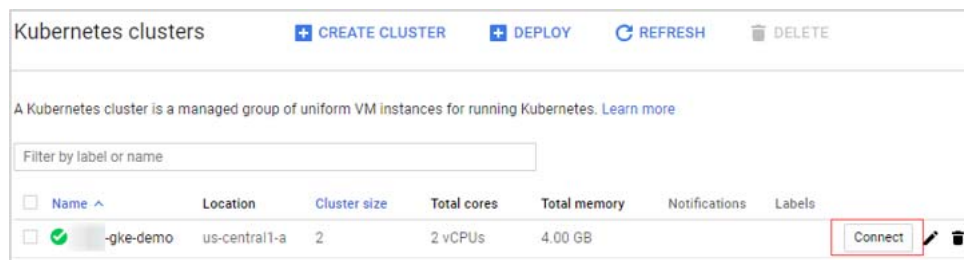 Kubernetes clusters CREATE CLUSTER DEPLOY REFRESH DELETE
A Kubernetes cluster is a managed group of uniform VM instances for running Kubernetes. Learn more
Filter by label or name
Name Location Cluster size Total cores Total memory Notifications Labels
-gke-demo us-central1-a 2 2 vCPUs 4.00 GB Connect